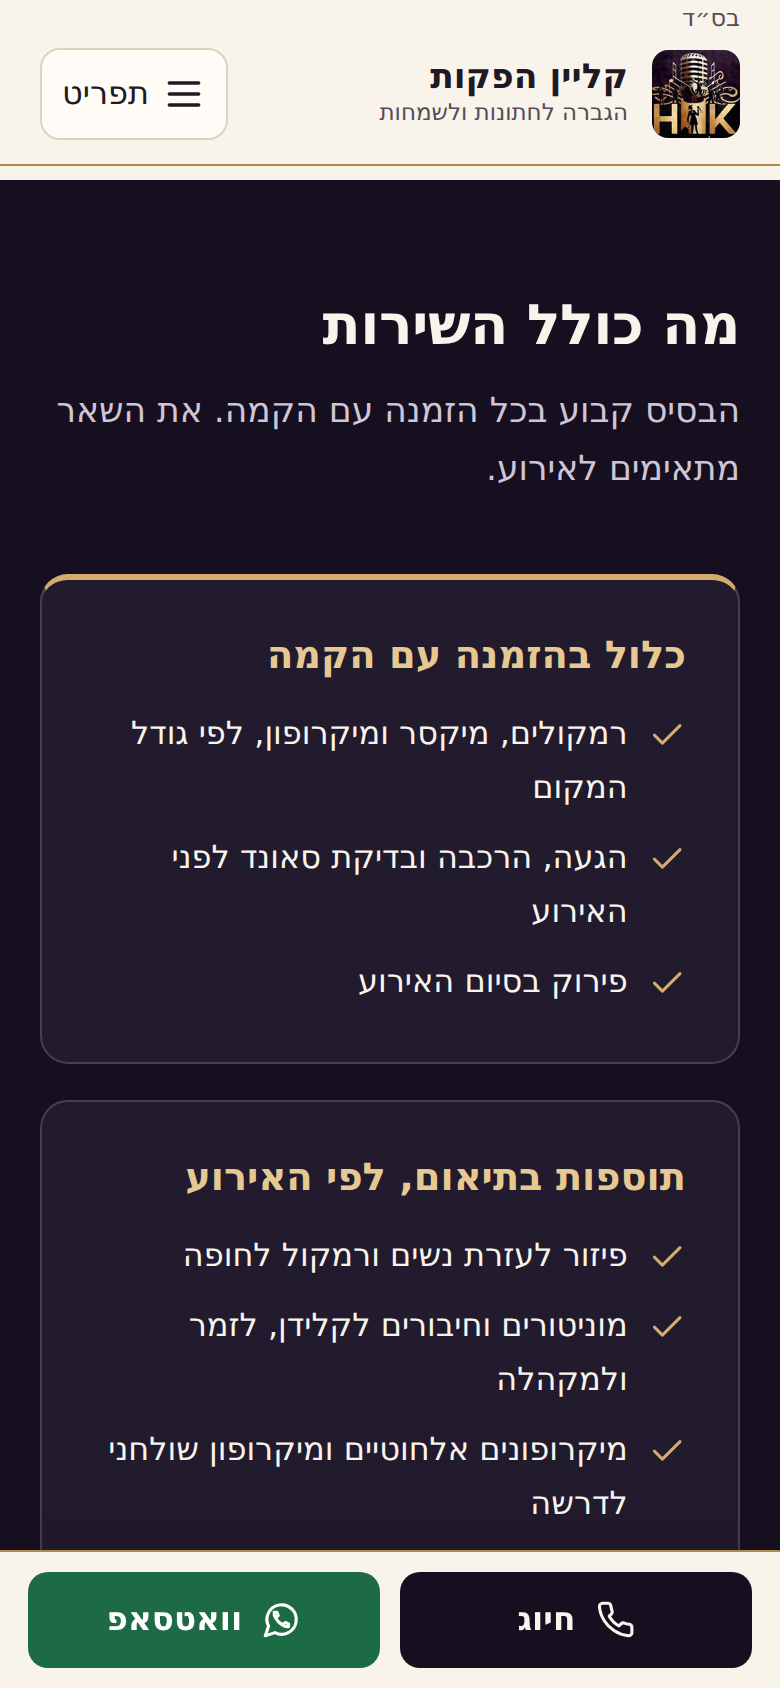 בס״ד
קליין הפקות
הגברה לחתונות ולשמחות
תפריט
מה כולל השירות
הבסיס קבוע בכל הזמנה עם הקמה. את השאר
מתאימים לאירוע.
כלול בהזמנה עם הקמה
רמקולים, מיקסר ומיקרופון, לפי גודל
המקום
הגעה, הרכבה ובדיקת סאונד לפני
האירוע
פירוק בסיום האירוע
תוספות בתיאום, לפי האירוע
פיזור לעזרת נשים ורמקול לחופה
מוניטורים וחיבורים לקלידן, לזמר
ולמקהלה
מיקרופונים אלחוטיים ומיקרופון שולחני
לדרשה
חיוג
וואטסאפ